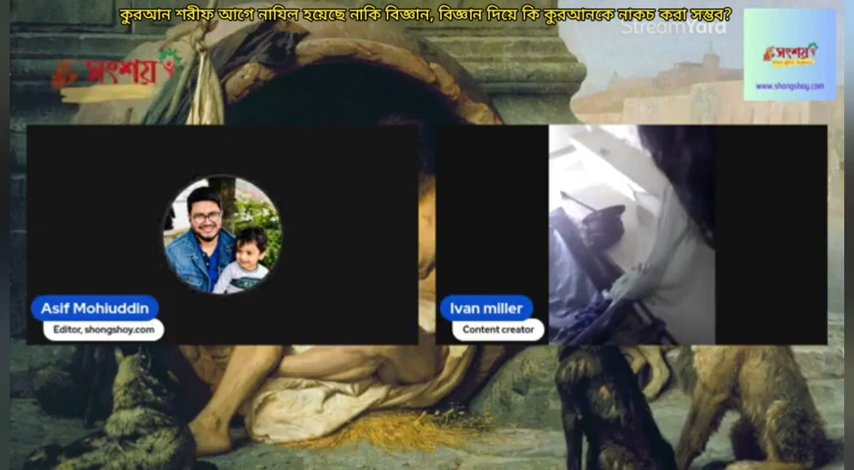 কুরআন শরীফ আগে নাযিল হয়েছে নাকি বিজ্ঞান, বিজ্ঞান দিয়ে কি কুরআনকে নাকচ করা সম্ভব?
StreamYard
সংশয়
সংশয়
www.shongshoy.com
Asif Mohiuddin
Editor, shongshoy.com
Ivan miller
Content creator